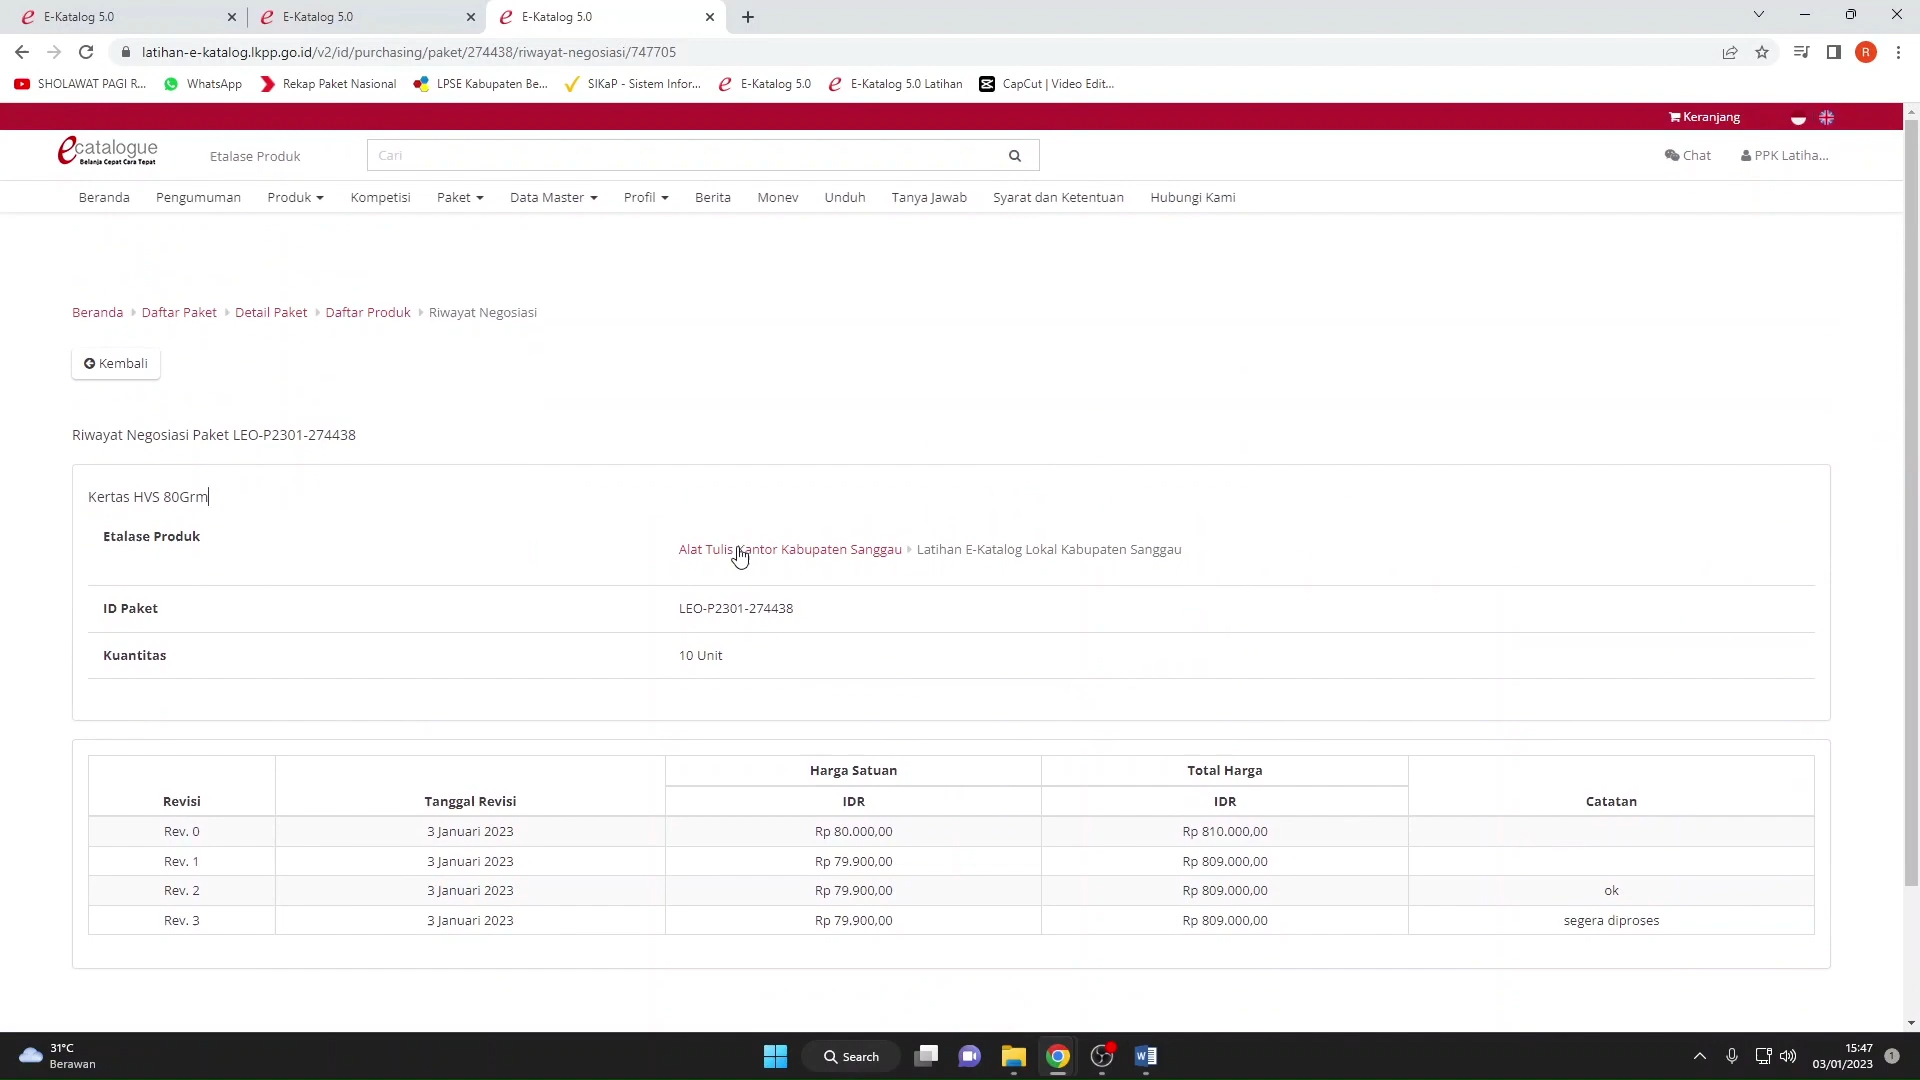 E-Katalog 5.0
E-Katalog 5.0
E-Katalog 5.0
latihan-e-katalog.lkpp.go.id/v2/id/purchasing/paket/274438/riwayat-negosiasi/747705
R
SHOLAWAT PAGI R...
WhatsApp
Rekap Paket Nasional
LPSE Kabupaten Be...
SIKaP - Sistem Infor...
E-Katalog 5.0
E-Katalog 5.0 Latihan
CapCut | Video Edit...
Keranjang
ecatalogue
Belanja Cepat Cara Tepat
Etalase Produk
Cari
Chat
PPK Latiha...
Beranda
Pengumuman
Produk
Kompetisi
Paket
Data Master
Profil
Berita
Monev
Unduh
Tanya Jawab
Syarat dan Ketentuan
Hubungi Kami
Beranda
Daftar Paket
Detail Paket
Daftar Produk
Riwayat Negosiasi
Kembali
Riwayat Negosiasi Paket LEO-P2301-274438
Kertas HVS 80Grm
Etalase Produk
Alat Tulis Kantor Kabupaten Sanggau
Latihan E-Katalog Lokal Kabupaten Sanggau
ID Paket
LEO-P2301-274438
Kuantitas
10 Unit
Harga Satuan
Total Harga
Revisi
Tanggal Revisi
IDR
IDR
Catatan
Rev. 0
3 Januari 2023
Rp 80.000,00
Rp 810.000,00
Rev. 1
3 Januari 2023
Rp 79.900,00
Rp 809.000,00
Rev. 2
3 Januari 2023
Rp 79.900,00
Rp 809.000,00
ok
Rev. 3
3 Januari 2023
Rp 79.900,00
Rp 809.000,00
segera diproses
31°C
Berawan
Search
15:47
03/01/2023
1